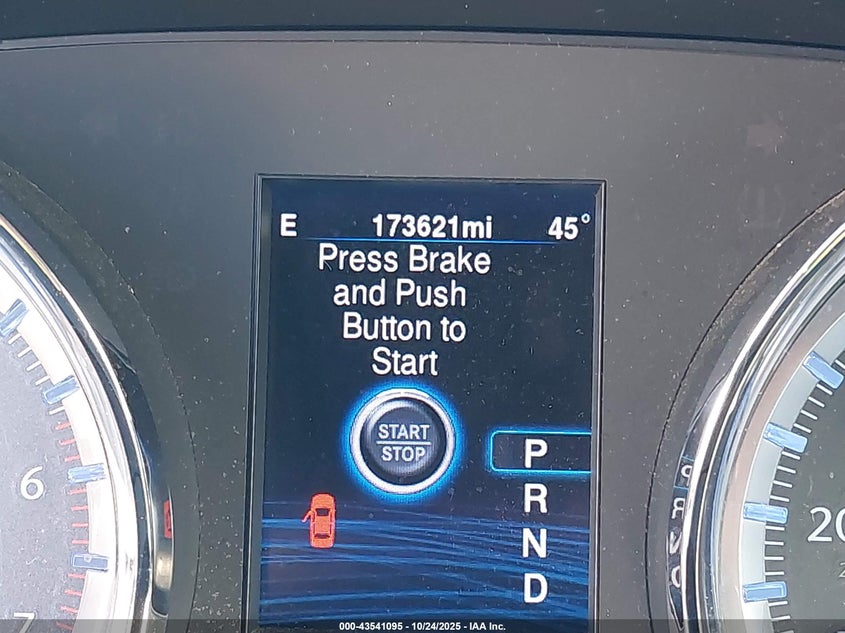 E 173621mi 45°
Press Brake
and Push
Button to
Start
START
STOP
P
R
N
D
6
7
20
000-43541095 - 10/24/2025 - IAA Inc.